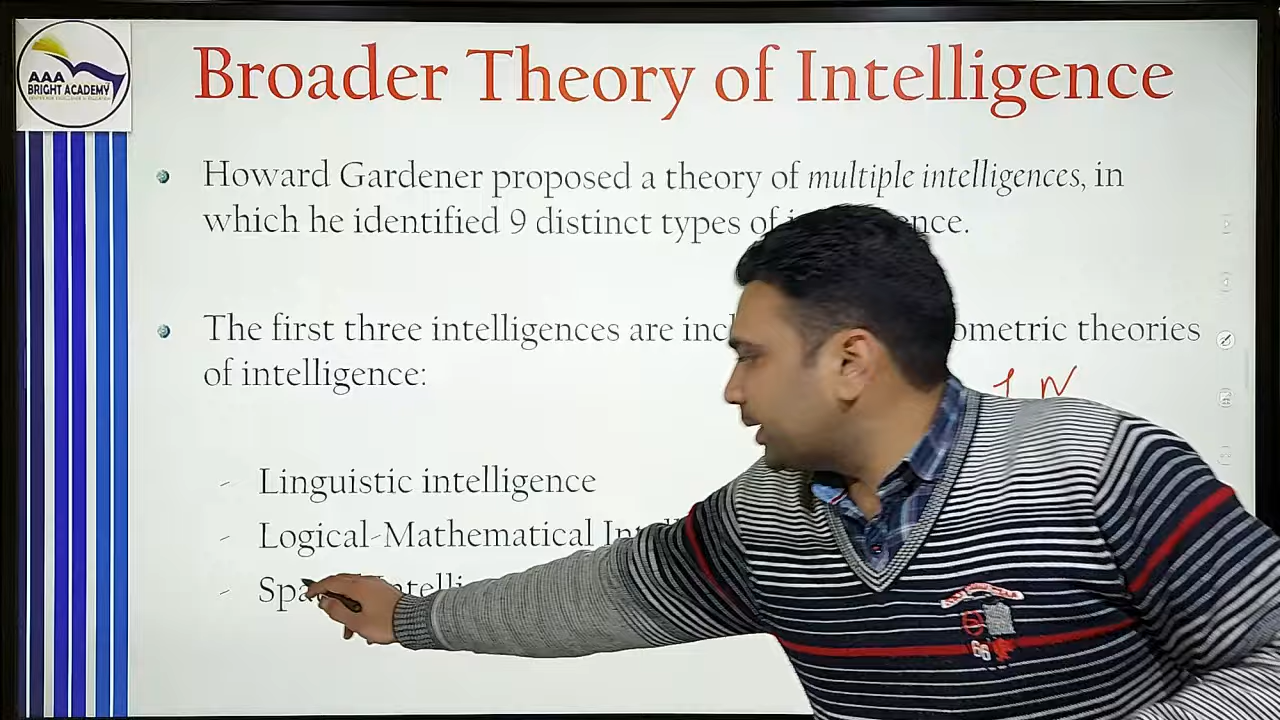 AAA
BRIGHT ACADEMY
Broader Theory of Intelligence
Howard Gardener proposed a theory of multiple intelligences, in
which he identified 9 distinct types of
The first three intelligences are theories
of intelligence:
- Linguistic intelligence
- Logical-Mathematical
-
66